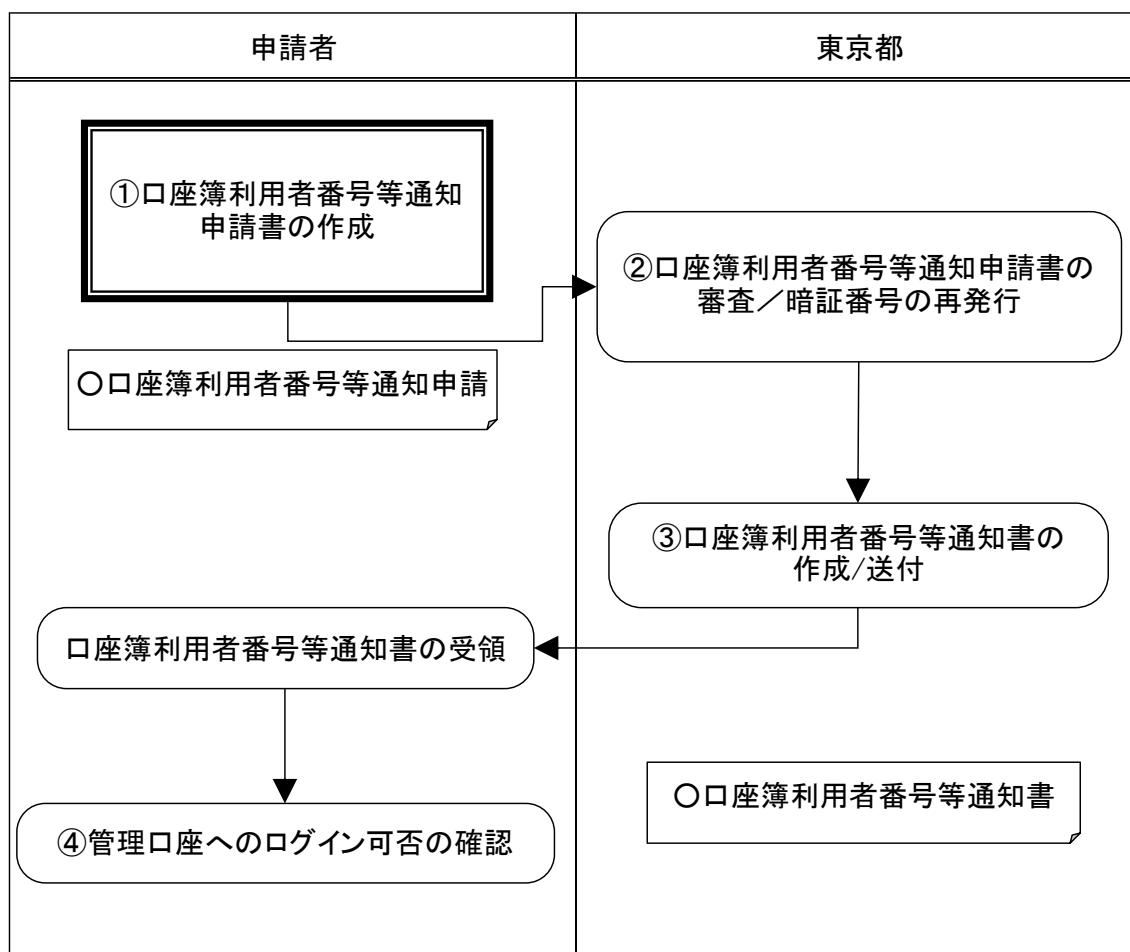 申請者
東京都
①口座簿利用者番号等通知
申請書の作成
②口座簿利用者番号等通知申請書の
審査／暗証番号の再発行
○口座簿利用者番号等通知申請
③口座簿利用者番号等通知書の
作成/送付
口座簿利用者番号等通知書の受領
○口座簿利用者番号等通知書
④管理口座へのログイン可否の確認